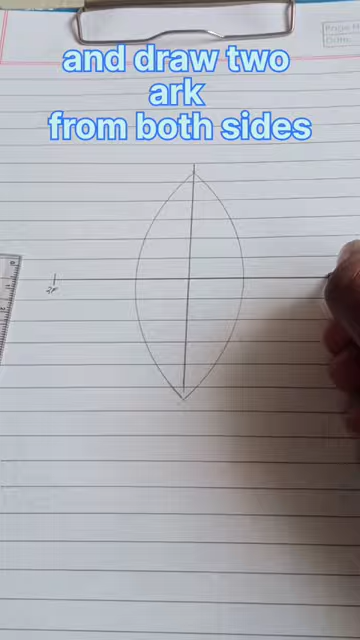 and draw two
ark
from both sides